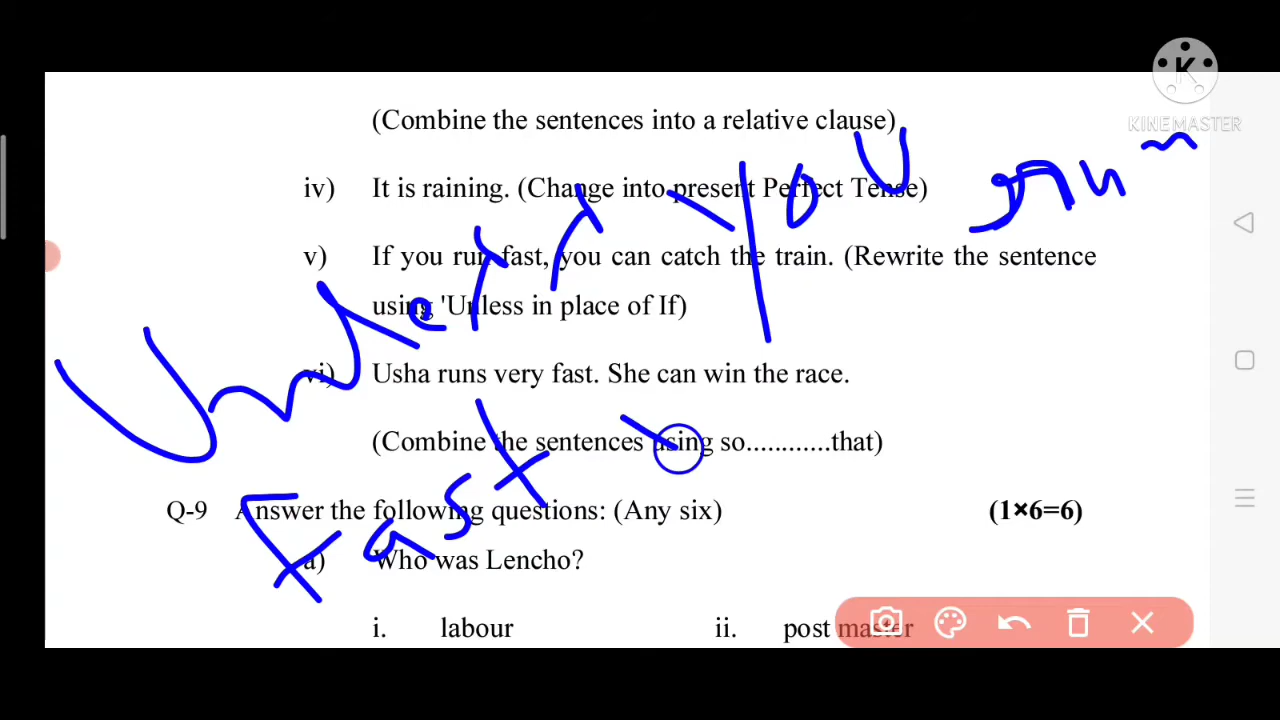 KINEMASTER
(Combine the sentences into a relative clause)
iv) It is raining. (Change into present Perfect Tense)
v) If you run fast, you can catch the train. (Rewrite the sentence
using 'Unless in place of If)
Unless you run
vi) Usha runs very fast. She can win the race.
(Combine the sentences using so............that)
fast
Q-9 Answer the following questions: (Any six) (1×6=6)
a) Who was Lencho?
i. labour ii. post master